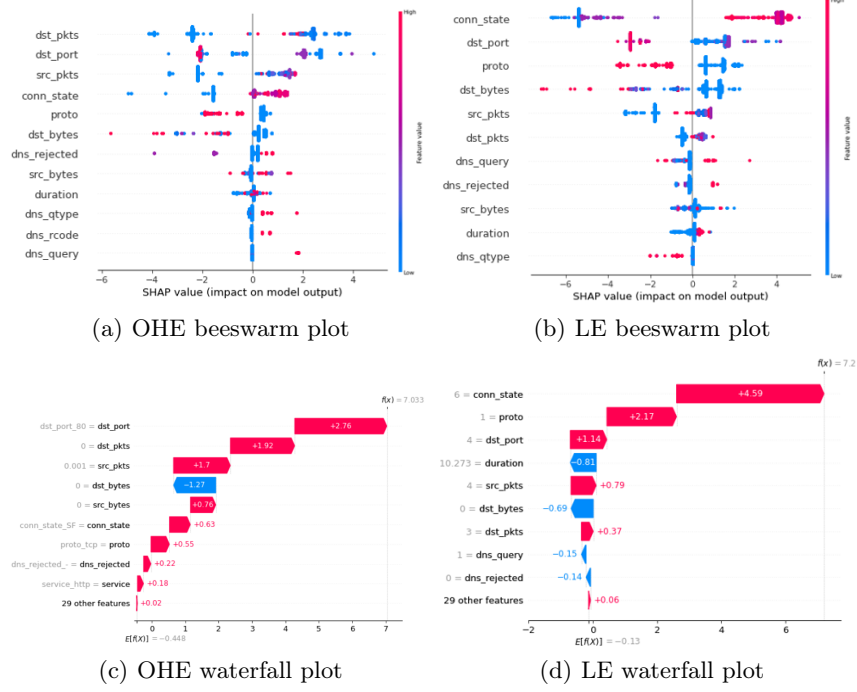 High
dst_pkts
dst_port
src_pkts
conn_state
proto
dst_bytes
dns_rejected
src_bytes
duration
dns_qtype
dns_rcode
dns_query
Feature value
Low
−6 −4 −2 0 2 4
SHAP value (impact on model output)
(a) OHE beeswarm plot
High
conn_state
dst_port
proto
dst_bytes
src_pkts
dst_pkts
dns_query
dns_rejected
src_bytes
duration
dns_qtype
Feature value
Low
−6 −4 −2 0 2 4
SHAP value (impact on model output)
(b) LE beeswarm plot
f(x) = 7.033
dst_port_80 = dst_port +2.76
0 = dst_pkts +1.92
0.001 = src_pkts +1.7
0 = dst_bytes −1.27
0 = src_bytes +0.76
conn_state_SF = conn_state +0.63
proto_tcp = proto +0.55
dns_rejected_- = dns_rejected +0.22
service_http = service +0.18
29 other features +0.02
0 1 2 3 4 5 6 7
E[f(X)] = −0.448
(c) OHE waterfall plot
f(x) = 7.2
6 = conn_state +4.59
1 = proto +2.17
4 = dst_port +1.14
10.273 = duration −0.81
4 = src_pkts +0.79
0 = dst_bytes −0.69
3 = dst_pkts +0.37
1 = dns_query −0.15
0 = dns_rejected −0.14
29 other features +0.06
−2 0 2 4 6
E[f(X)] = −0.13
(d) LE waterfall plot